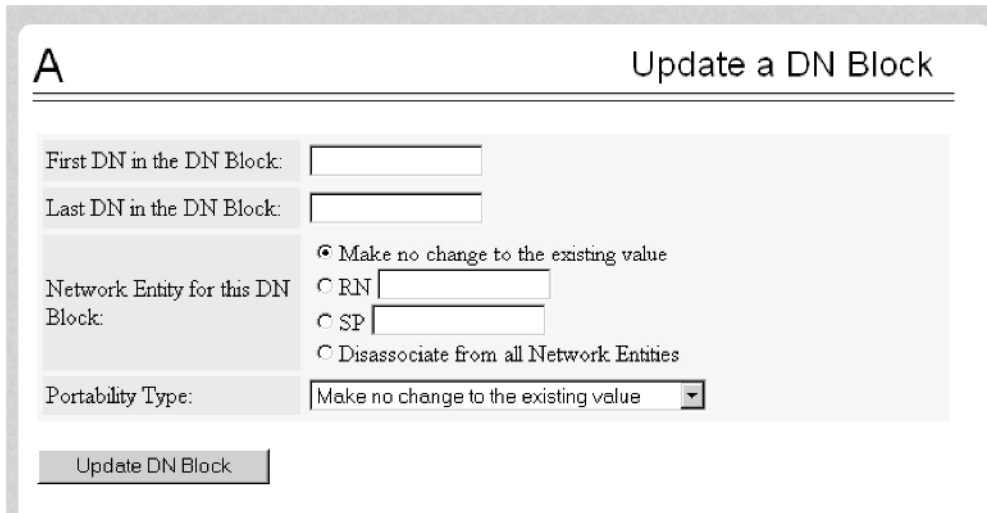 A
Update a DN Block
First DN in the DN Block:
Last DN in the DN Block:
Network Entity for this DN
Block:
Make no change to the existing value
RN
SP
Disassociate from all Network Entities
Portability Type:
Make no change to the existing value
Update DN Block